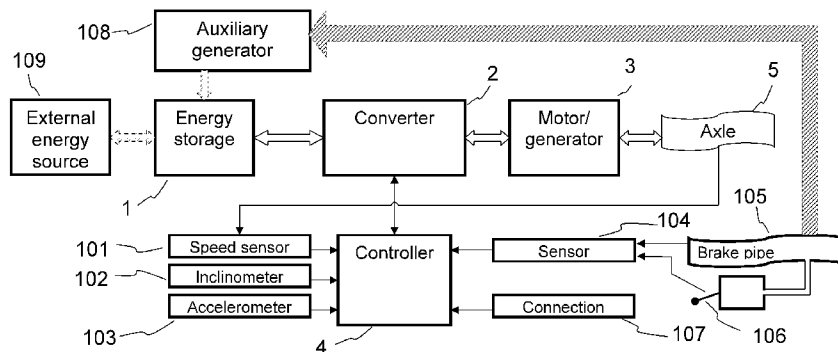 108
Auxiliary
generator
109
2
3
5
External
energy
source
Energy
storage
Converter
Motor/
generator
Axle
1
105
104
101
Speed sensor
Controller
Sensor
Brake pipe
102
Inclinometer
103
Accelerometer
Connection
4
107
106